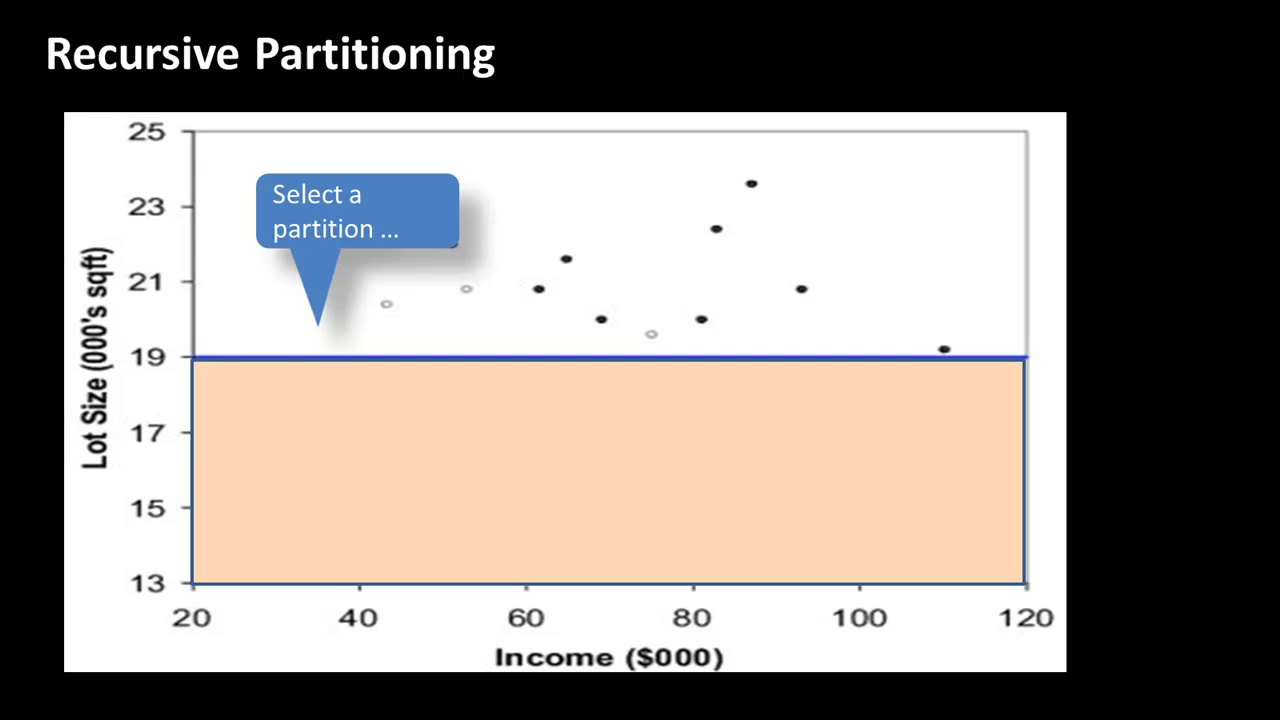 Recursive Partitioning
25
Select a
partition ...
23
21
19
17
15
13
Lot Size (000's sqft)
20 40 60 80 100 120
Income ($000)